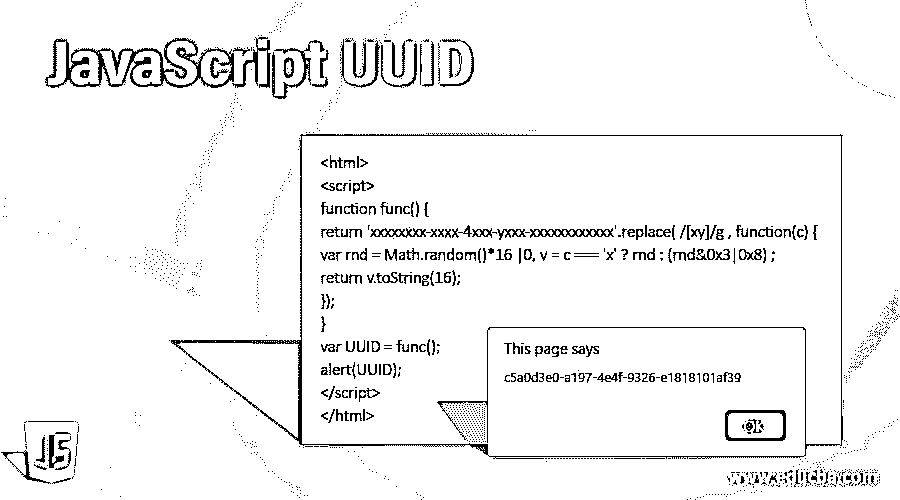 JavaScript UUID
<html>
<script>
function func() {
return 'xxxxxxxx-xxxx-4xxx-yxxx-xxxxxxxxxxxx'.replace( /[xy]/g , function(c) {
var rnd = Math.random()*16 |0, v = c === 'x' ? rnd : (rnd&0x3|0x8) ;
return v.toString(16);
});
}
var UUID = func();
alert(UUID);
</script>
</html>
This page says
c5a0d3e0-a197-4e4f-9326-e1818101af39
OK
JS
www.educba.com